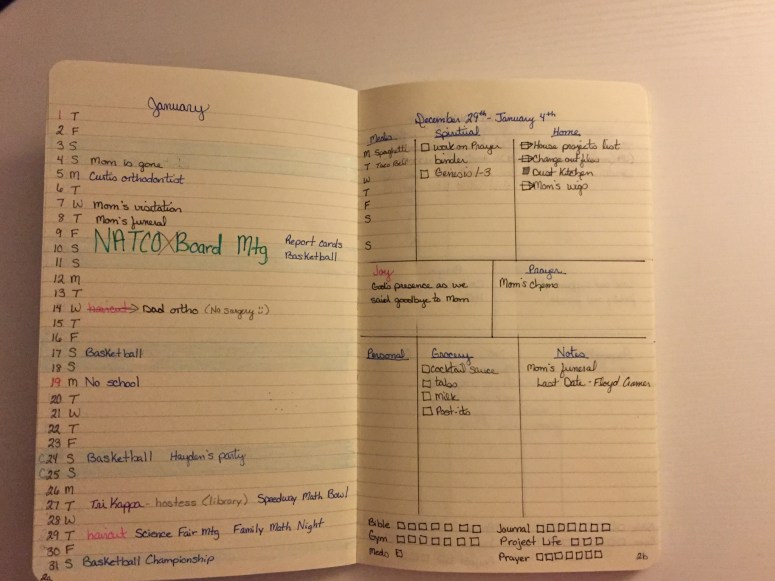 January
1 T
2 F
3 S
4 S Mom is gone
5 M Curtis orthodontist
6 T
7 W Mom's visitation
8 T Mom's funeral
9 F
10 S
NATCO Board Mtg Report cards
Basketball
11 S
12 M
13 T
14 W haircut Dad ortho (No surgery !!)
15 T
16 F
17 S Basketball
18 S
19 M No school
20 T
21 W
22 T
23 F
24 S Basketball Hayden's party
25 S
26 M
27 T Tri Kappa - hostess (library) Speedway Math Bowl
28 W
29 T haircut Science Fair Mtg Family Math Night
30 F
31 S Basketball Championship
December 29th - January 4th
Meals Spiritual Home
M Spaghetti
T Taco Bell
W
T
F
S
S
work on Prayer
binder
Genesis 1-3
House projects list
Change out
Dust Kitchen
Mom's wigs
Joy
God's presence as we
said goodbye to Mom
Prayer
Mom's Chemo
Personal Grocery Notes
cocktail sauce
tabs
Milk
Post-its
Mom's funeral
Last Date - Floyd Cramer
Bible
Gym
Meds
Journal
Project Life
Prayer
26